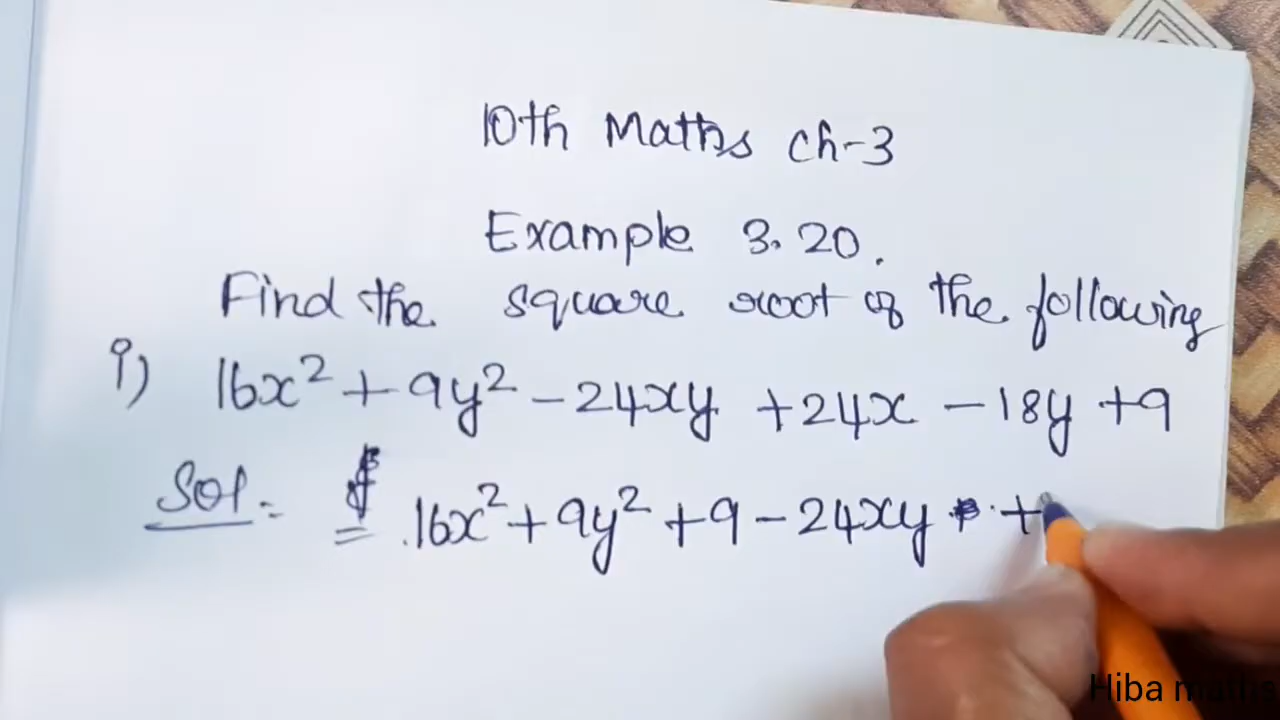 10th Maths ch-3
Example 3.20.
Find the square root of the following
i) 16x² + 9y² - 24xy + 24x - 18y + 9
Sol = = 16x² + 9y² + 9 - 24xy +
Hiba maths